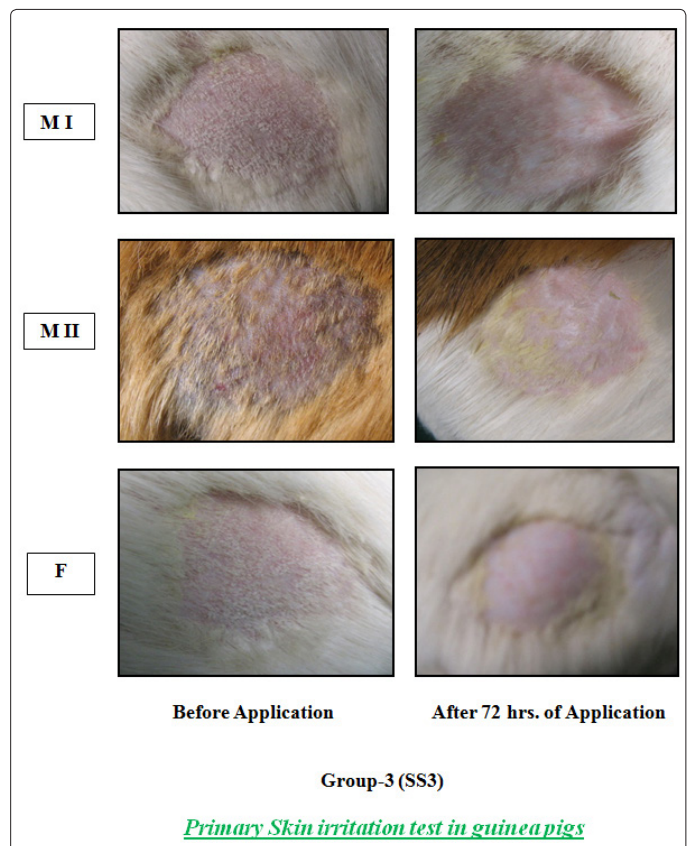 M I
M II
F
Before Application
After 72 hrs. of Application
Group-3 (SS3)
Primary Skin irritation test in guinea pigs